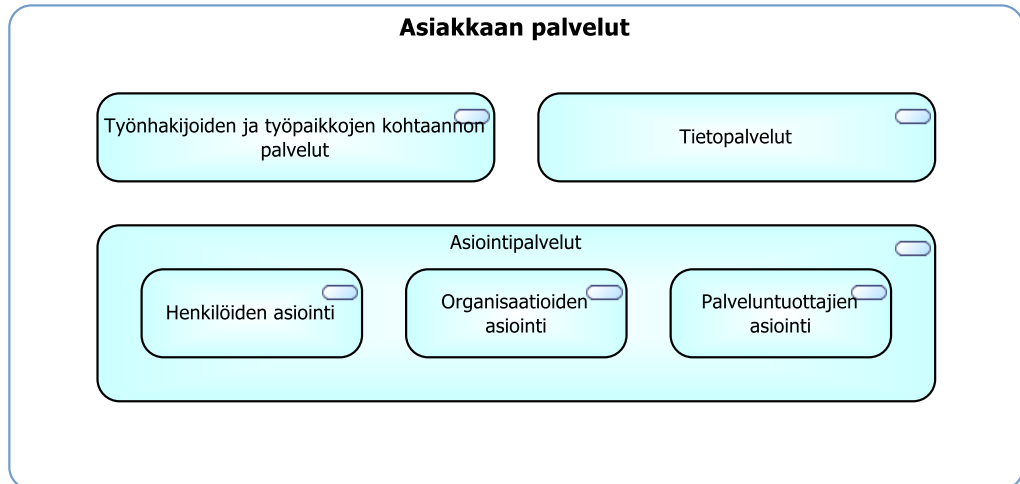 Asiakkaan palvelut
Työnhakijoiden ja työpaikkojen kohtaannon
palvelut
Tietopalvelut
Asiointipalvelut
Henkilöiden asiointi
Organisaatioiden
asiointi
Palveluntuottajien
asiointi